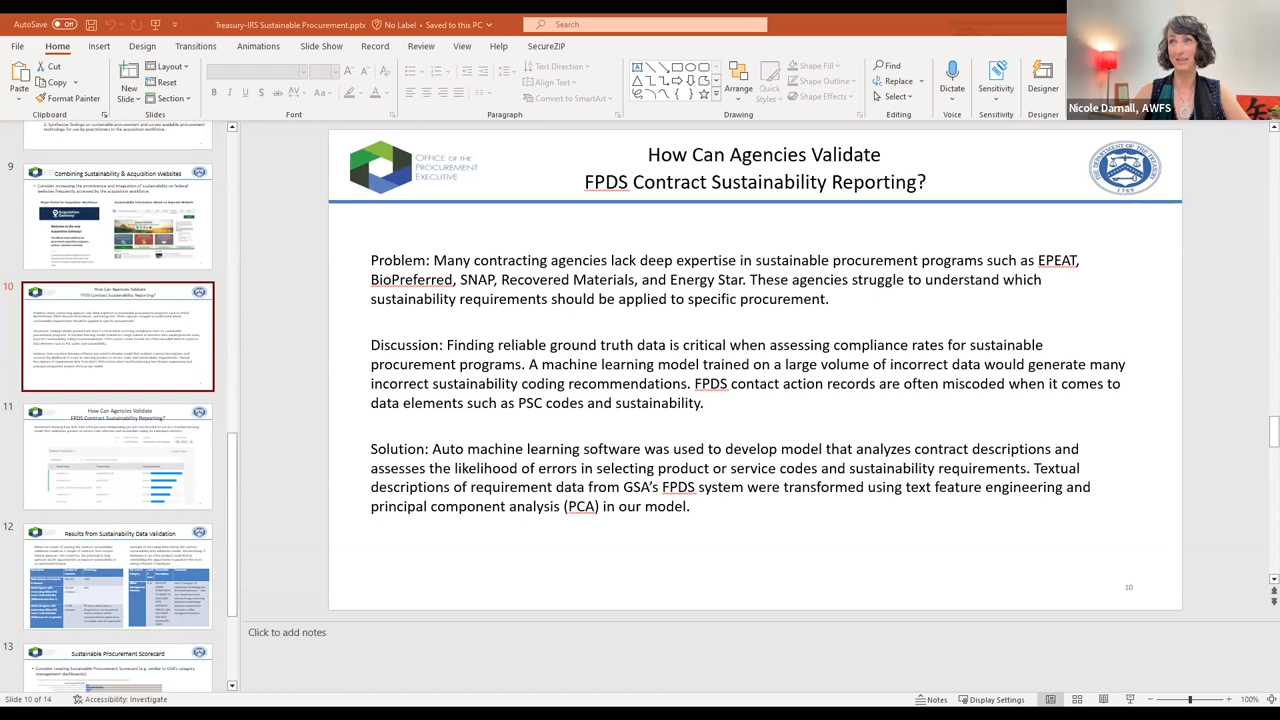 AutoSave Off Treasury-IRS Sustainable Procurement.pptx No Label • Saved to this PC Search
File Home Insert Design Transitions Animations Slide Show Record Review View Help SecureZIP
Paste
Cut
Copy
Format Painter
Clipboard
New
Slide
Layout
Reset
Section
Slides
Font
Text Direction
Align Text
Convert to SmartArt
Paragraph
Arrange
Quick
Styles
Shape Fill
Shape Outline
Shape Effects
Drawing
Find
Replace
Select
Editing
Dictate
Voice
Sensitivity
Sensitivity
Designer
Designer
Nicole Darnall, AWFS
9
Combining Sustainability & Acquisition Websites
10
How Can Agencies Validate
FPDS Contract Sustainability Reporting?
11
How Can Agencies Validate
FPDS Contract Sustainability Reporting?
12
Results from Sustainability Data Validation
13
Sustainable Procurement Scorecard
OFFICE OF THE
PROCUREMENT
EXECUTIVE
How Can Agencies Validate
FPDS Contract Sustainability Reporting?
THE DEPARTMENT OF THE TREASURY
1789
Problem: Many contracting agencies lack deep expertise in sustainable procurement programs such as EPEAT,
BioPreferred, SNAP, Recovered Materials, and Energy Star. These agencies struggle to understand which
sustainability requirements should be applied to specific procurement.
Discussion: Finding reliable ground truth data is critical when assessing compliance rates for sustainable
procurement programs. A machine learning model trained on a large volume of incorrect data would generate many
incorrect sustainability coding recommendations. FPDS contact action records are often miscoded when it comes to
data elements such as PSC codes and sustainability.
Solution: Auto machine learning software was used to develop model that analyzes contract descriptions and
assesses the likelihood of errors in selecting product or service codes and sustainability requirements. Textual
descriptions of requirement data from GSA's FPDS system were transformed using text feature engineering and
principal component analysis (PCA) in our model.
10
Click to add notes
Slide 10 of 14 Accessibility: Investigate Notes Display Settings 100%